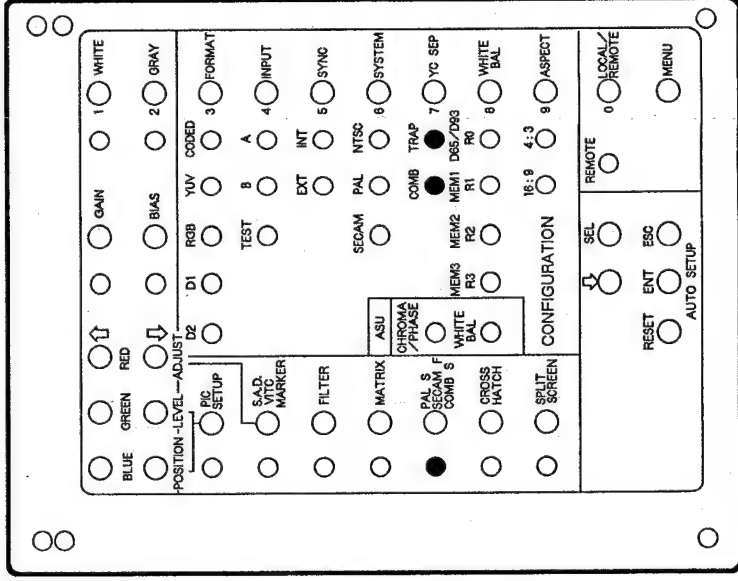 1 WHITE
GAIN
BLUE GREEN RED
2 GRAY
BIAS
POSITION - LEVEL - ADJUST
PIC
SETUP
D2 D1 RGB YUV CODED
3 FORMAT
S.A.D.
VITC
MARKER
TEST B A
4 INPUT
FILTER
EXT INT
5 SYNC
MATRIX
ASU
SECAM PAL NTSC
6 SYSTEM
PAL S
SECAM F
COMB S
CHROMA
/PHASE
COMB TRAP
7 YC SEP
CROSS
HATCH
WHITE
BAL
MEM3 MEM2 MEM1 D65/D93
R3 R2 R1 R0
8 WHITE
BAL
SPLIT
SCREEN
CONFIGURATION
16:9 4:3
9 ASPECT
SEL
REMOTE
0 LOCAL/
REMOTE
RESET ENT ESC
AUTO SETUP
MENU